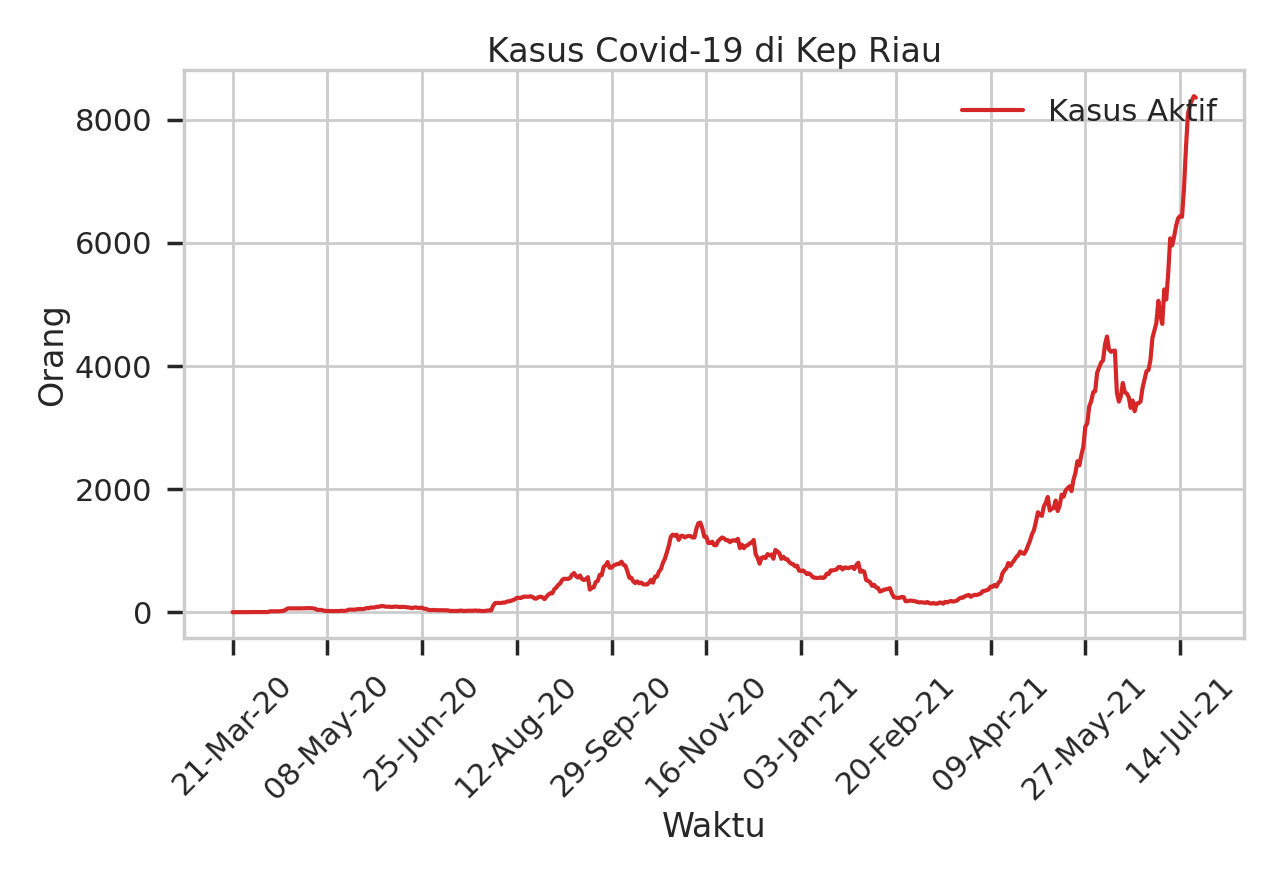 Kasus Covid-19 di Kep Riau
Kasus Aktif
8000
6000
4000
2000
0
Orang
21-Mar-20
08-May-20
25-Jun-20
12-Aug-20
29-Sep-20
16-Nov-20
03-Jan-21
20-Feb-21
09-Apr-21
27-May-21
14-Jul-21
Waktu